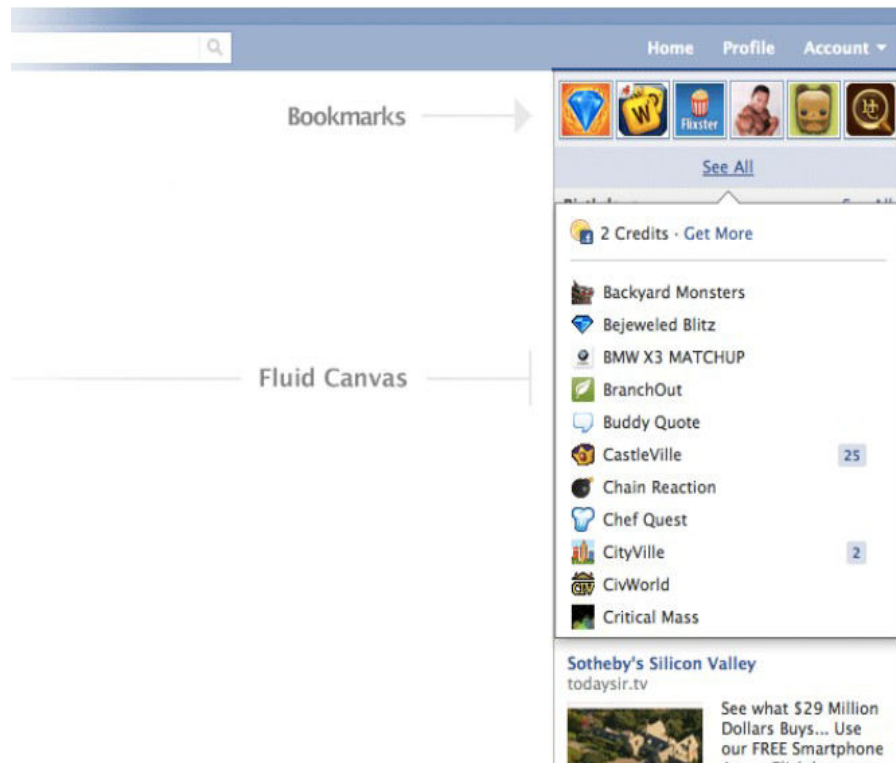 Home Profile Account
Bookmarks
W
Flixster
See All
2 Credits · Get More
Backyard Monsters
Bejeweled Blitz
BMW X3 MATCHUP
BranchOut
Buddy Quote
CastleVille 25
Chain Reaction
Chef Quest
CityVille 2
CivWorld
Critical Mass
Fluid Canvas
Sotheby's Silicon Valley
todaysir.tv
See what $29 Million
Dollars Buys... Use
our FREE Smartphone